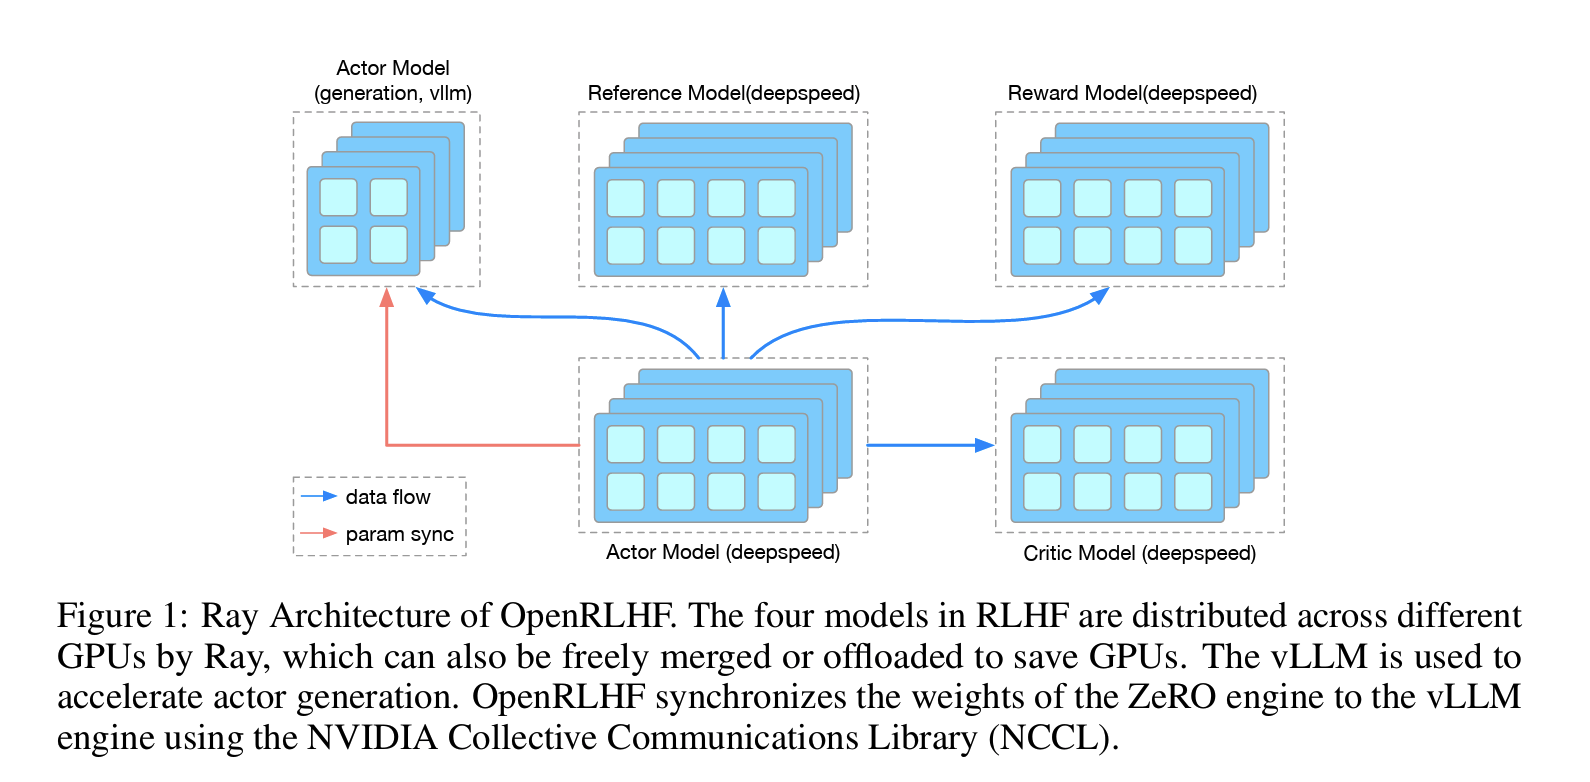 Actor Model
(generation, vllm)
Reference Model(deepspeed)
Reward Model(deepspeed)
data flow
param sync
Actor Model (deepspeed)
Critic Model (deepspeed)
Figure 1: Ray Architecture of OpenRLHF. The four models in RLHF are distributed across different
GPUs by Ray, which can also be freely merged or offloaded to save GPUs. The vLLM is used to
accelerate actor generation. OpenRLHF synchronizes the weights of the ZeRO engine to the vLLM
engine using the NVIDIA Collective Communications Library (NCCL).